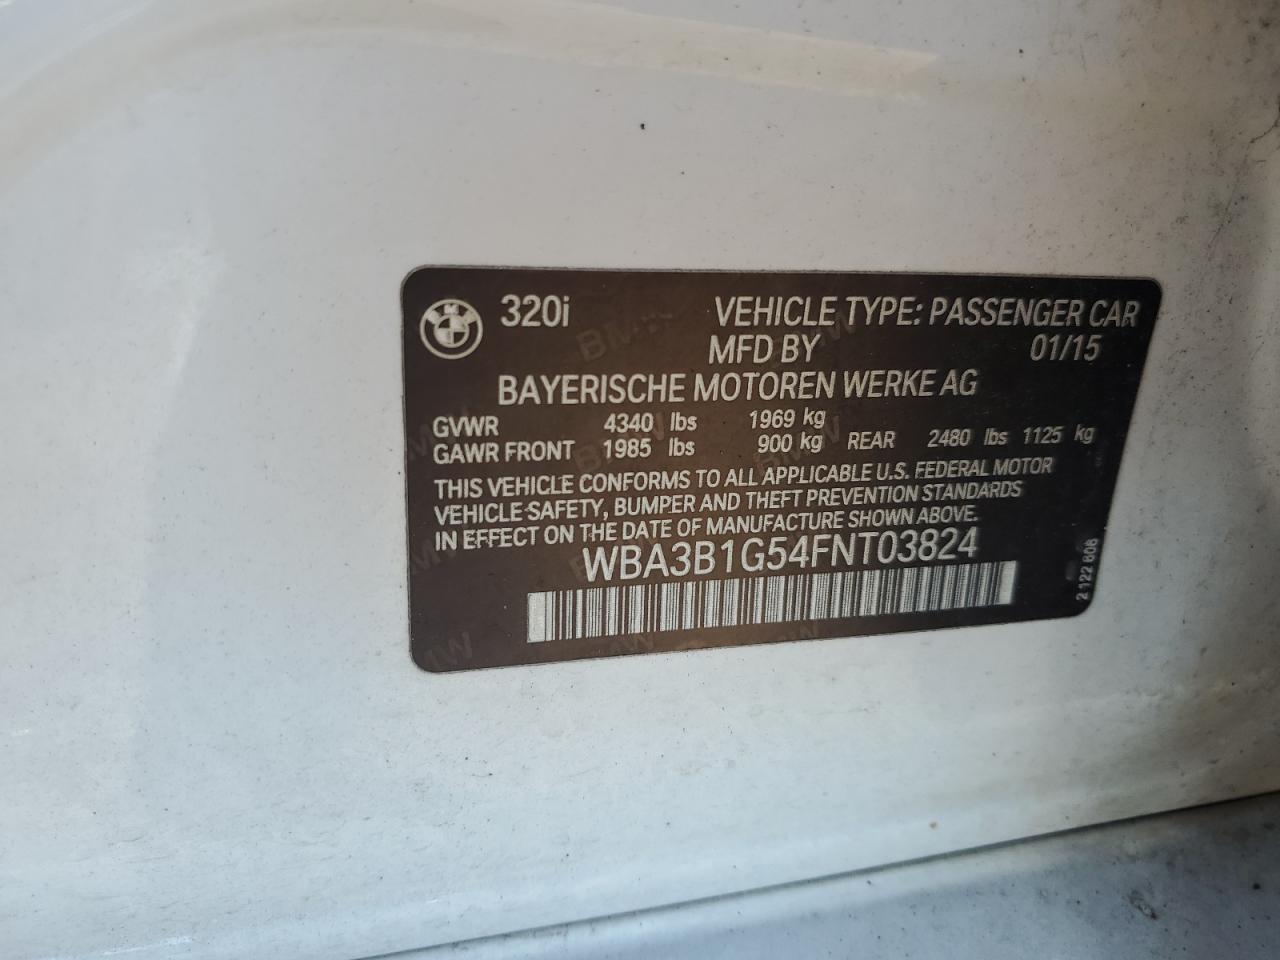 320i VEHICLE TYPE: PASSENGER CAR
MFD BY 01/15
BAYERISCHE MOTOREN WERKE AG
GVWR 4340 lbs 1969 kg
GAWR FRONT 1985 lbs 900 kg REAR 2480 lbs 1125 kg
THIS VEHICLE CONFORMS TO ALL APPLICABLE U.S. FEDERAL MOTOR
VEHICLE SAFETY, BUMPER AND THEFT PREVENTION STANDARDS
IN EFFECT ON THE DATE OF MANUFACTURE SHOWN ABOVE.
WBA3B1G54FNT03824
2 122 808
BMW